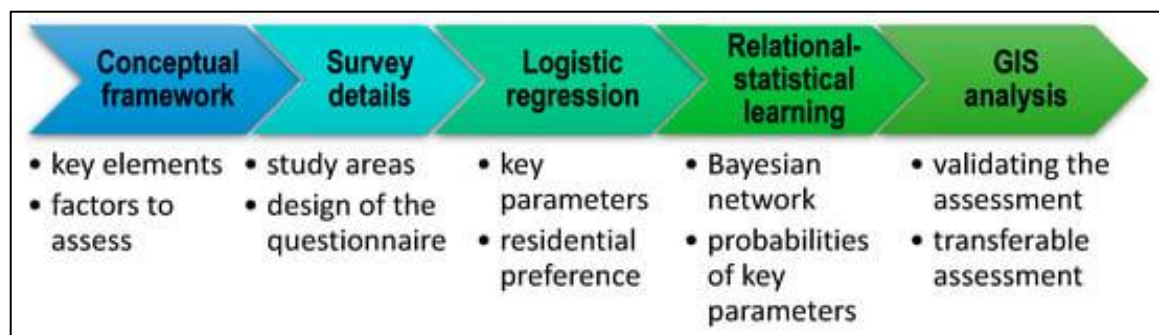 Conceptual
framework
• key elements
• factors to
assess
Survey
details
• study areas
• design of the
questionnaire
Logistic
regression
• key
parameters
• residential
preference
Relational-
statistical
learning
• Bayesian
network
• probabilities
of key
parameters
GIS
analysis
• validating the
assessment
• transferable
assessment